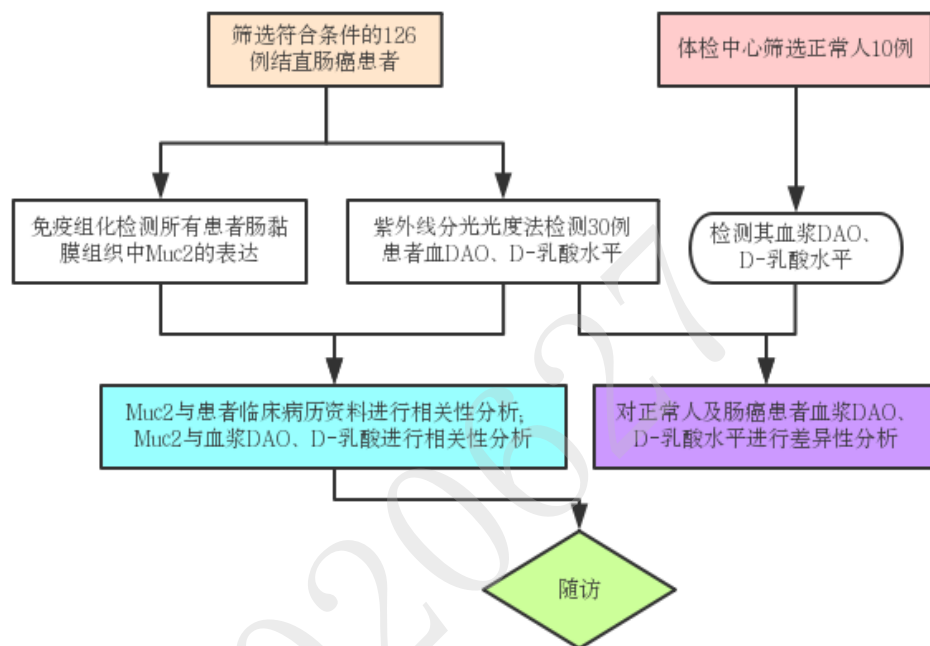 筛选符合条件的126
例结直肠癌患者
体检中心筛选正常人10例
免疫组化检测所有患者肠黏
膜组织中Muc2的表达
紫外线分光光度法检测30例
患者血DAO、D-乳酸水平
检测其血浆DAO、
D-乳酸水平
Muc2与患者临床病历资料进行相关性分析;
Muc2与血浆DAO、D-乳酸进行相关性分析
对正常人及肠癌患者血浆DAO、
D-乳酸水平进行差异性分析
随访